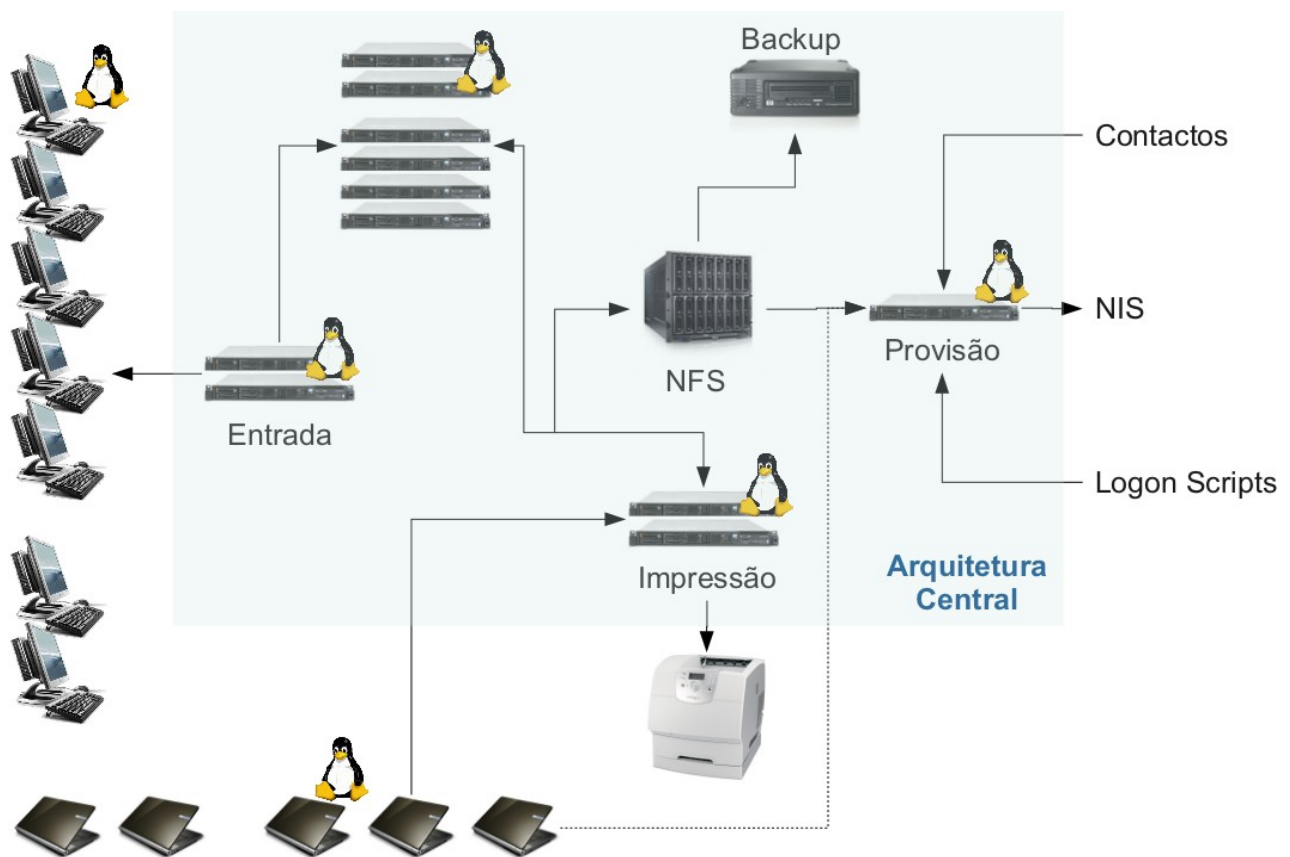 Backup
Contactos
NIS
Provisão
NFS
Entrada
Logon Scripts
Impressão
Arquitetura
Central